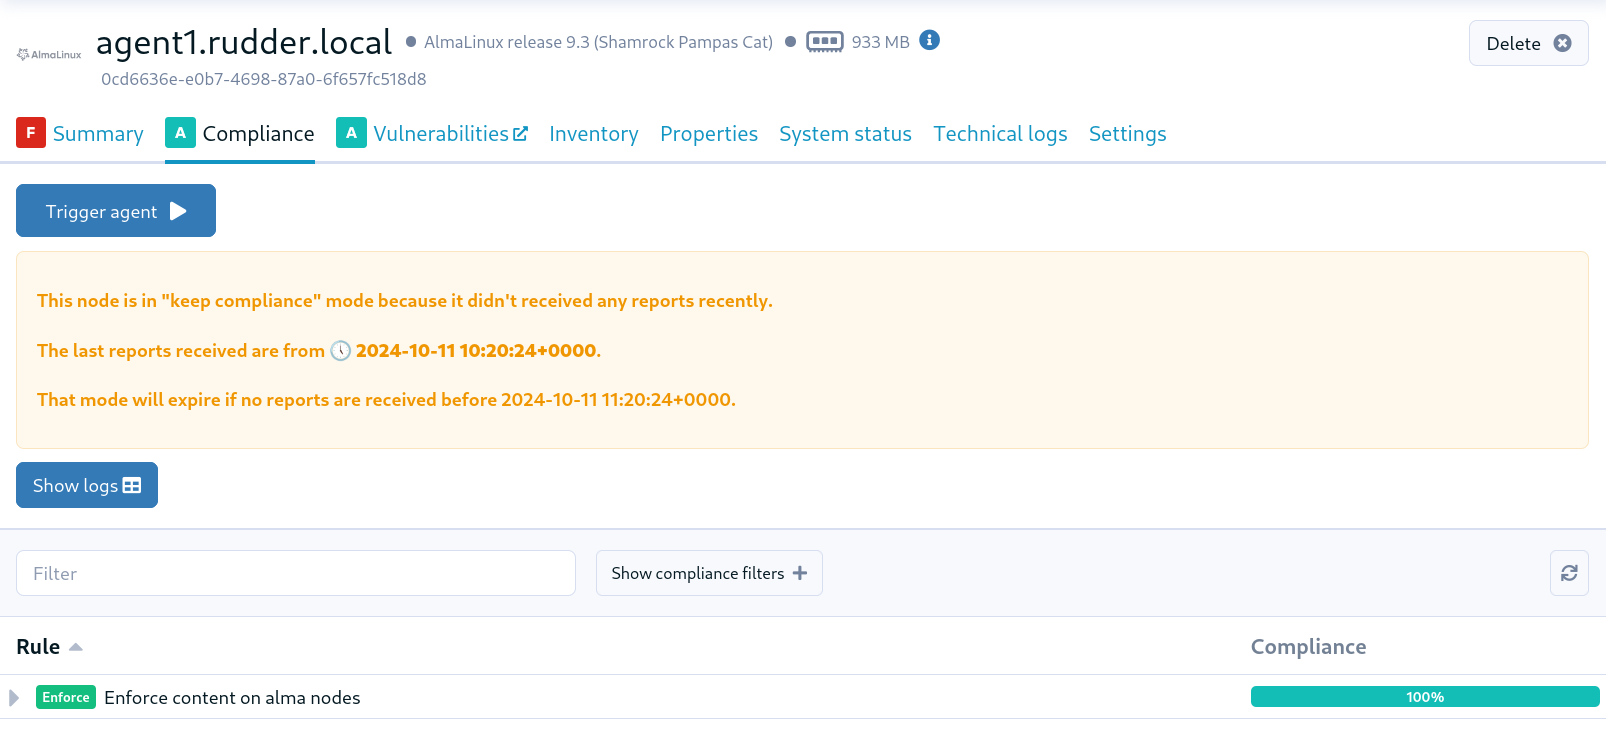 AlmaLinux
agent1.rudder.local AlmaLinux release 9.3 (Shamrock Pampas Cat) 933 MB
Delete
0cd6636e-e0b7-4698-87a0-6f657fc518d8
F Summary A Compliance A Vulnerabilities Inventory Properties System status Technical logs Settings
Trigger agent
This node is in "keep compliance" mode because it didn't received any reports recently.
The last reports received are from 2024-10-11 10:20:24+0000.
That mode will expire if no reports are received before 2024-10-11 11:20:24+0000.
Show logs
Filter Show compliance filters
Rule Compliance
Enforce Enforce content on alma nodes 100%